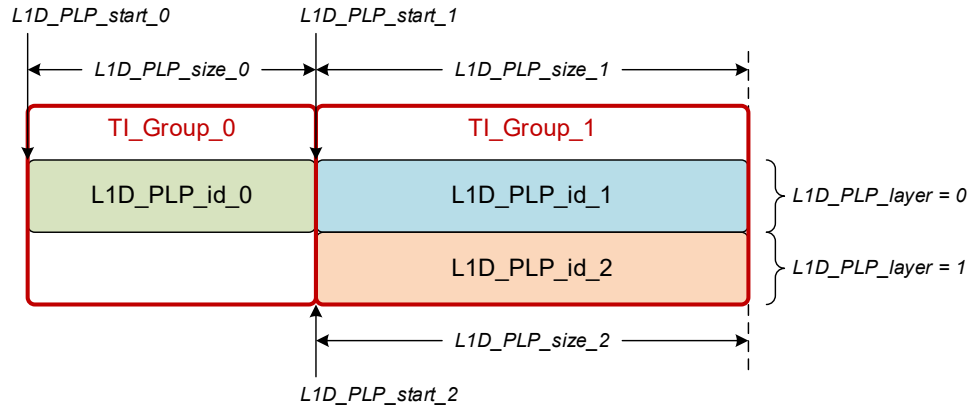 L1D_PLP_start_0
L1D_PLP_start_1
L1D_PLP_size_0
L1D_PLP_size_1
TI_Group_0
TI_Group_1
L1D_PLP_id_0
L1D_PLP_id_1
L1D_PLP_layer = 0
L1D_PLP_id_2
L1D_PLP_layer = 1
L1D_PLP_size_2
L1D_PLP_start_2